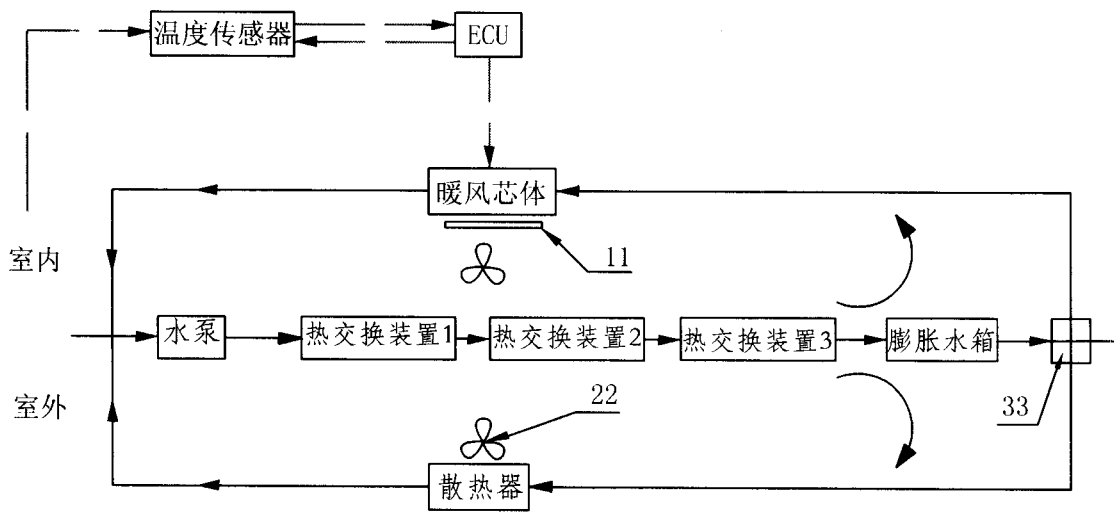 温度传感器
ECU
暖风芯体
11
室内
水泵
热交换装置1
热交换装置2
热交换装置3
膨胀水箱
室外
22
33
散热器